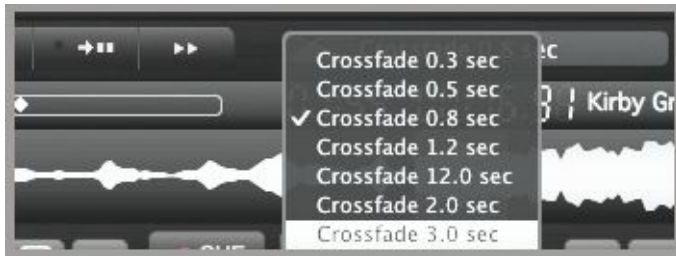 Crossfade 0.3 sec
Crossfade 0.5 sec
✓ Crossfade 0.8 sec
Crossfade 1.2 sec
Crossfade 12.0 sec
Crossfade 2.0 sec
Crossfade 3.0 sec
Kirby Gr